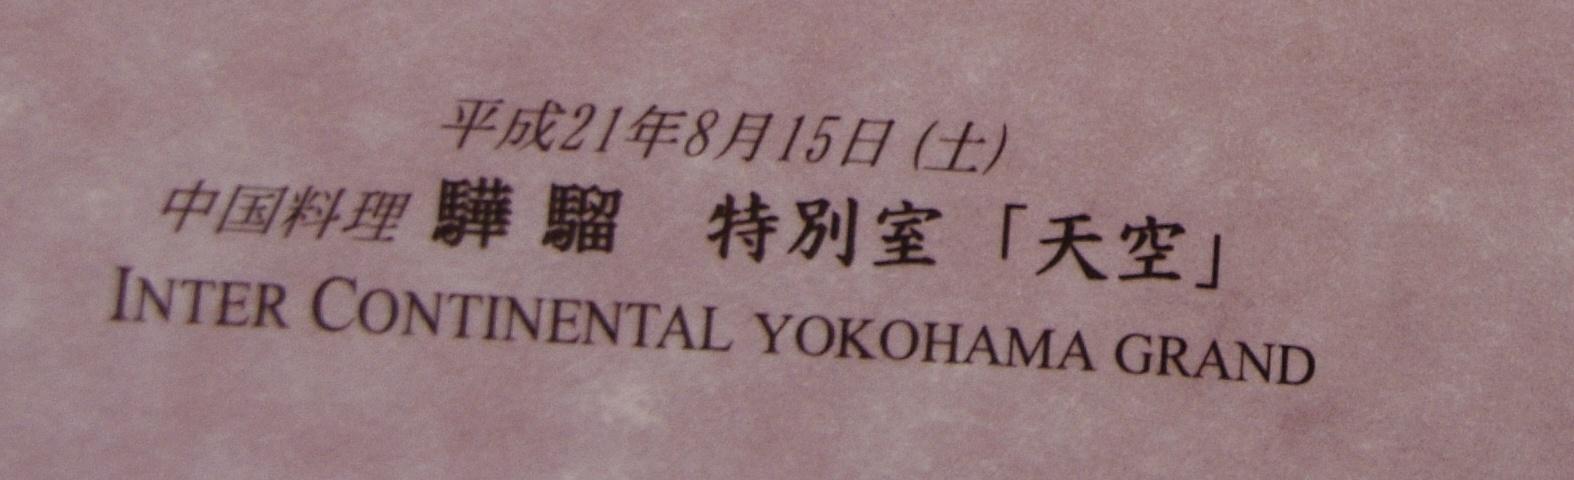 平成21年8月15日（土）
中国料理 驊騮　特別室「天空」
INTER CONTINENTAL YOKOHAMA GRAND